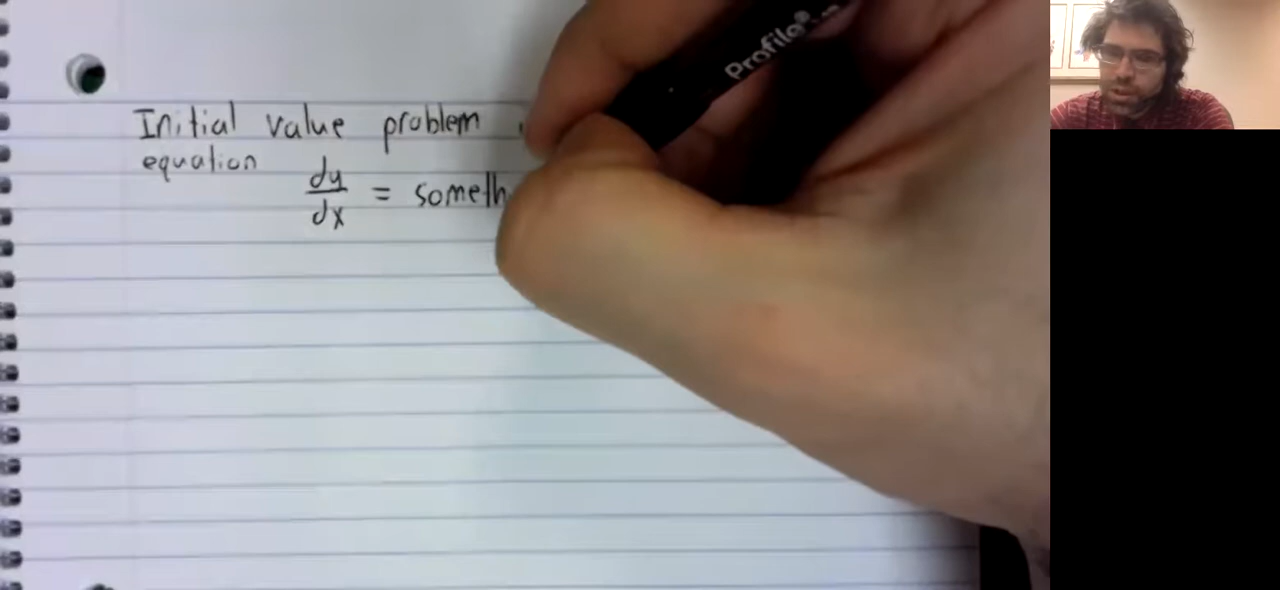 Initial value problem
equation
dy/dx = someth
Profile®